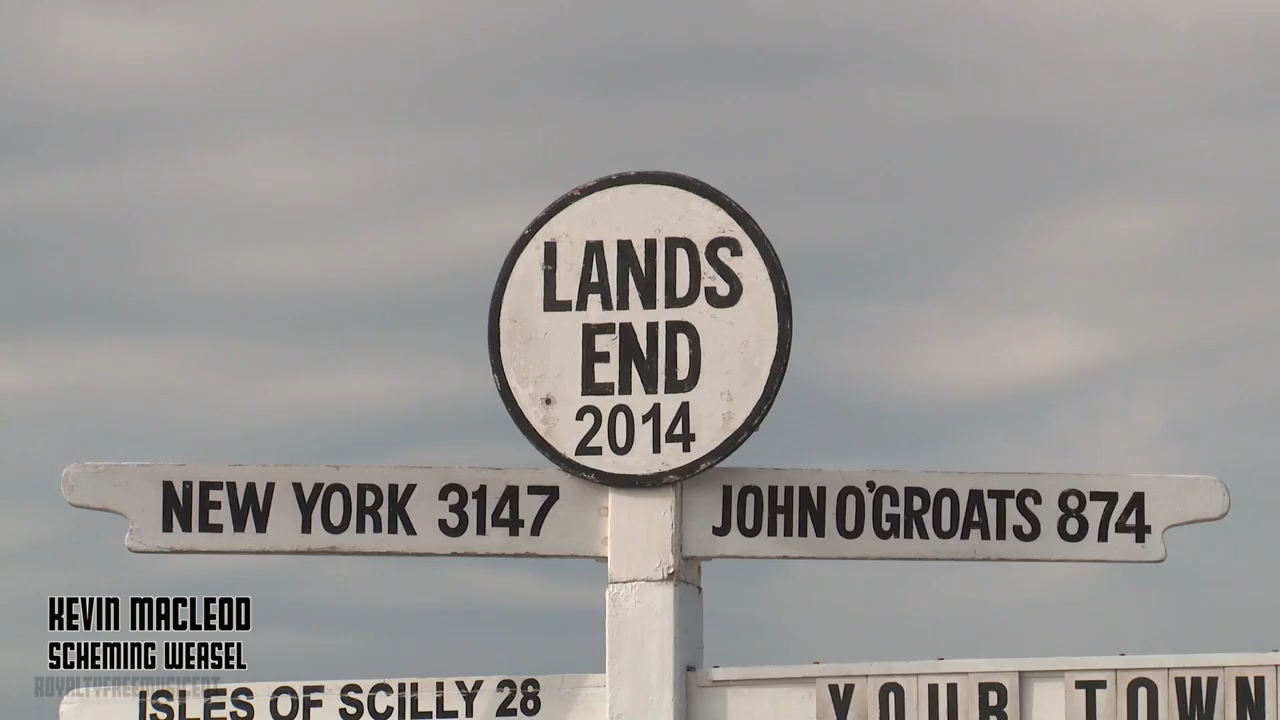 LANDS
END
2014
NEW YORK 3147
JOHN O'GROATS 874
KEVIN MACLEOD
SCHEMING WEASEL
ROYALTYFREEMUSICPT
ISLES OF SCILLY 28
YOUR TOWN